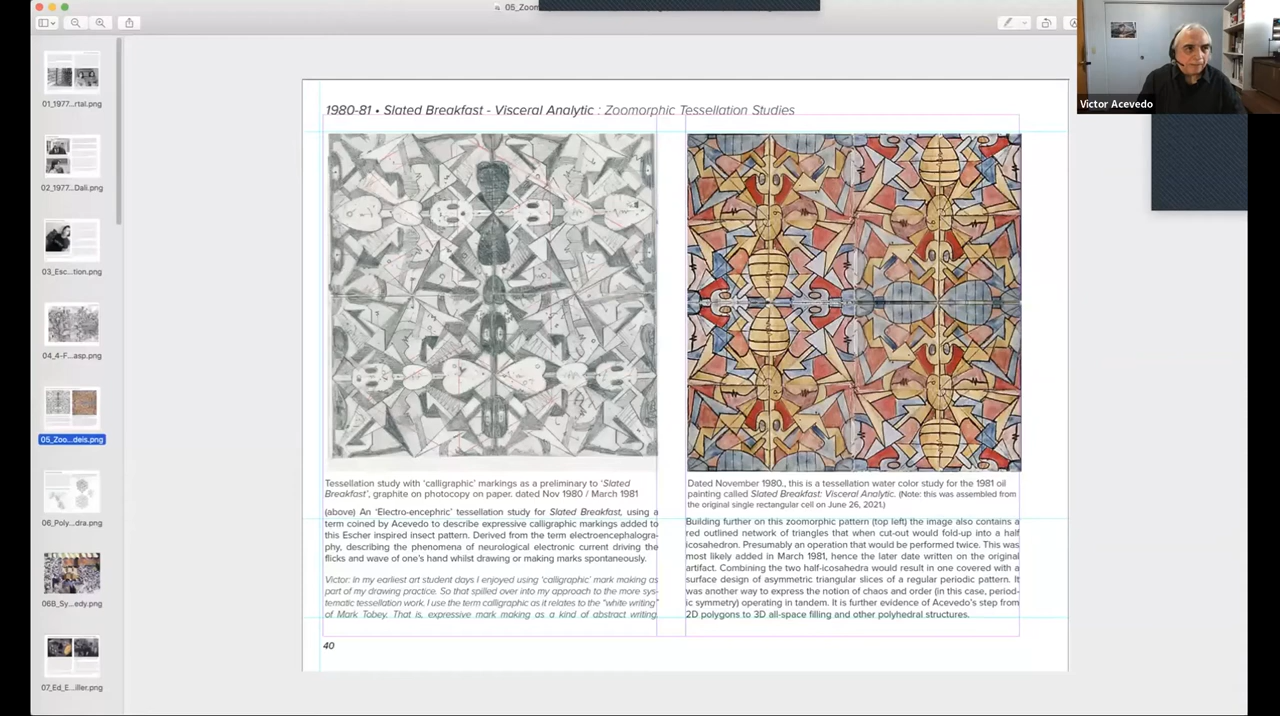 05_Zoom
Victor Acevedo
01_1977...rtal.png
02_1977...Dali.png
03_Esc...tion.png
04_4-F...asp.png
05_Zoo...dels.png
06_Poly...dra.png
06B_Sy...edy.png
07_Ed_E...iller.png
1980-81 • Slated Breakfast - Visceral Analytic : Zoomorphic Tessellation Studies
Tessellation study with 'calligraphic' markings as a preliminary to 'Slated
Breakfast', graphite on photocopy on paper. dated Nov 1980 / March 1981
(above) An 'Electro-encephric' tessellation study for Slated Breakfast, using a
term coined by Acevedo to describe expressive calligraphic markings added to
this Escher inspired insect pattern. Derived from the term electroencephalogra-
phy, describing the phenomena of neurological electronic current driving the
flicks and wave of one's hand whilst drawing or making marks spontaneously.
Victor: In my earliest art student days I enjoyed using 'calligraphic' mark making as
part of my drawing practice. So that spilled over into my approach to the more sys-
tematic tessellation work. I use the term calligraphic as it relates to the "white writing"
of Mark Tobey. That is, expressive mark making as a kind of abstract writing.
40
Dated November 1980., this is a tessellation water color study for the 1981 oil
painting called Slated Breakfast: Visceral Analytic. (Note: this was assembled from
the original single rectangular cell on June 26, 2021.)
Building further on this zoomorphic pattern (top left) the image also contains a
red outlined network of triangles that when cut-out would fold-up into a half
icosahedron. Presumably an operation that would be performed twice. This was
most likely added in March 1981, hence the later date written on the original
artifact. Combining the two half-icosahedra would result in one covered with a
surface design of asymmetric triangular slices of a regular periodic pattern. It
was another way to express the notion of chaos and order (in this case, period-
ic symmetry) operating in tandem. It is further evidence of Acevedo's step from
2D polygons to 3D all-space filling and other polyhedral structures.